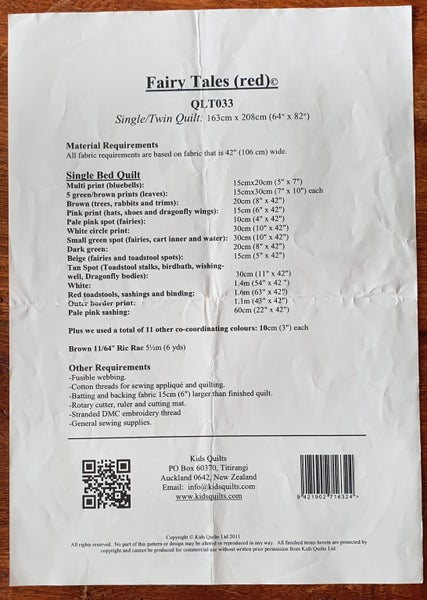 Fairy Tales (red)©
QLT033
Single/Twin Quilt: 163cm x 208cm (64" x 82")
Material Requirements
All fabric requirements are based on fabric that is 42" (106 cm) wide.
Single Bed Quilt
Multi print (bluebells): 15cmx20cm (5" x 7")
5 green/brown prints (leaves): 15cmx30cm (7" x 10") each
Brown (trees, rabbits and trims): 20cm (8" x 42")
Pink print (hats, shoes and dragonfly wings): 15cm (6" x 42")
Pale pink spot (fairies): 10cm (4" x 42")
White circle print: 30cm (10" x 42")
Small green spot (fairies, cart inner and water): 30cm (10" x 42")
Dark green: 20cm (8" x 42")
Beige (fairies and toadstool spots): 15cm (5" x 42")
Tan Spot (Toadstool stalks, birdbath, wishing-
well, Dragonfly bodies): 30cm (11" x 42")
White: 1.4m (54" x 42")
Red toadstools, sashings and binding: 1.6m (63" x 42")
Outer border print: 1.1m (43" x 42")
Pale pink sashing: 60cm (22" x 42")
Plus we used a total of 11 other co-coordinating colours: 10cm (3") each
Brown 11/64" Ric Rac 5½m (6 yds)
Other Requirements
-Fusible webbing.
-Cotton threads for sewing appliqué and quilting.
-Batting and backing fabric 15cm (6") larger than finished quilt.
-Rotary cutter, ruler and cutting mat.
-Stranded DMC embroidery thread
-General sewing supplies.
Kids Quilts
PO Box 60370, Titirangi
Auckland 0642, New Zealand
Email: info@kidsquilts.com
www.kidsquilts.com
9 421902 716324 >
Copyright © Kids Quilts Ltd 2011
All rights reserved. No part of this pattern or design may be altered or reproduced in any way. All finished items herein are protected by
copyright and cannot be produced for commercial use without written prior permission from Kids Quilts Ltd.